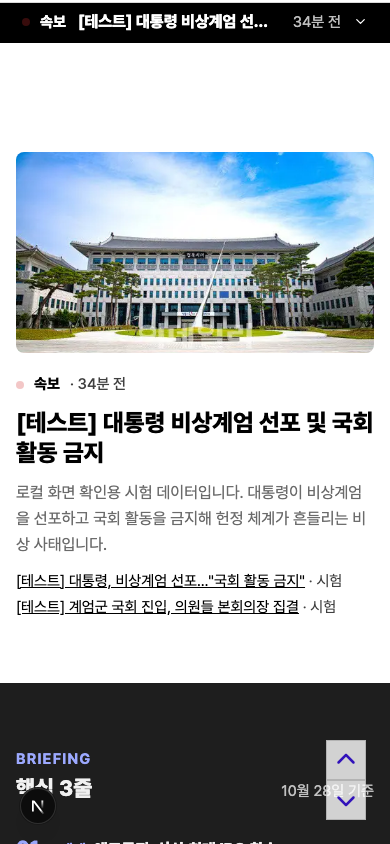 속보 [테스트] 대통령 비상계엄 선... 34분 전
속보 · 34분 전
[테스트] 대통령 비상계엄 선포 및 국회
활동 금지
로컬 화면 확인용 시험 데이터입니다. 대통령이 비상계엄
을 선포하고 국회 활동을 금지해 헌정 체계가 흔들리는 비
상 사태입니다.
[테스트] 대통령, 비상계엄 선포..."국회 활동 금지" · 시험
[테스트] 계엄군 국회 진입, 의원들 본회의장 집결 · 시험
BRIEFING
핵심 3줄
10월 28일 기준
N